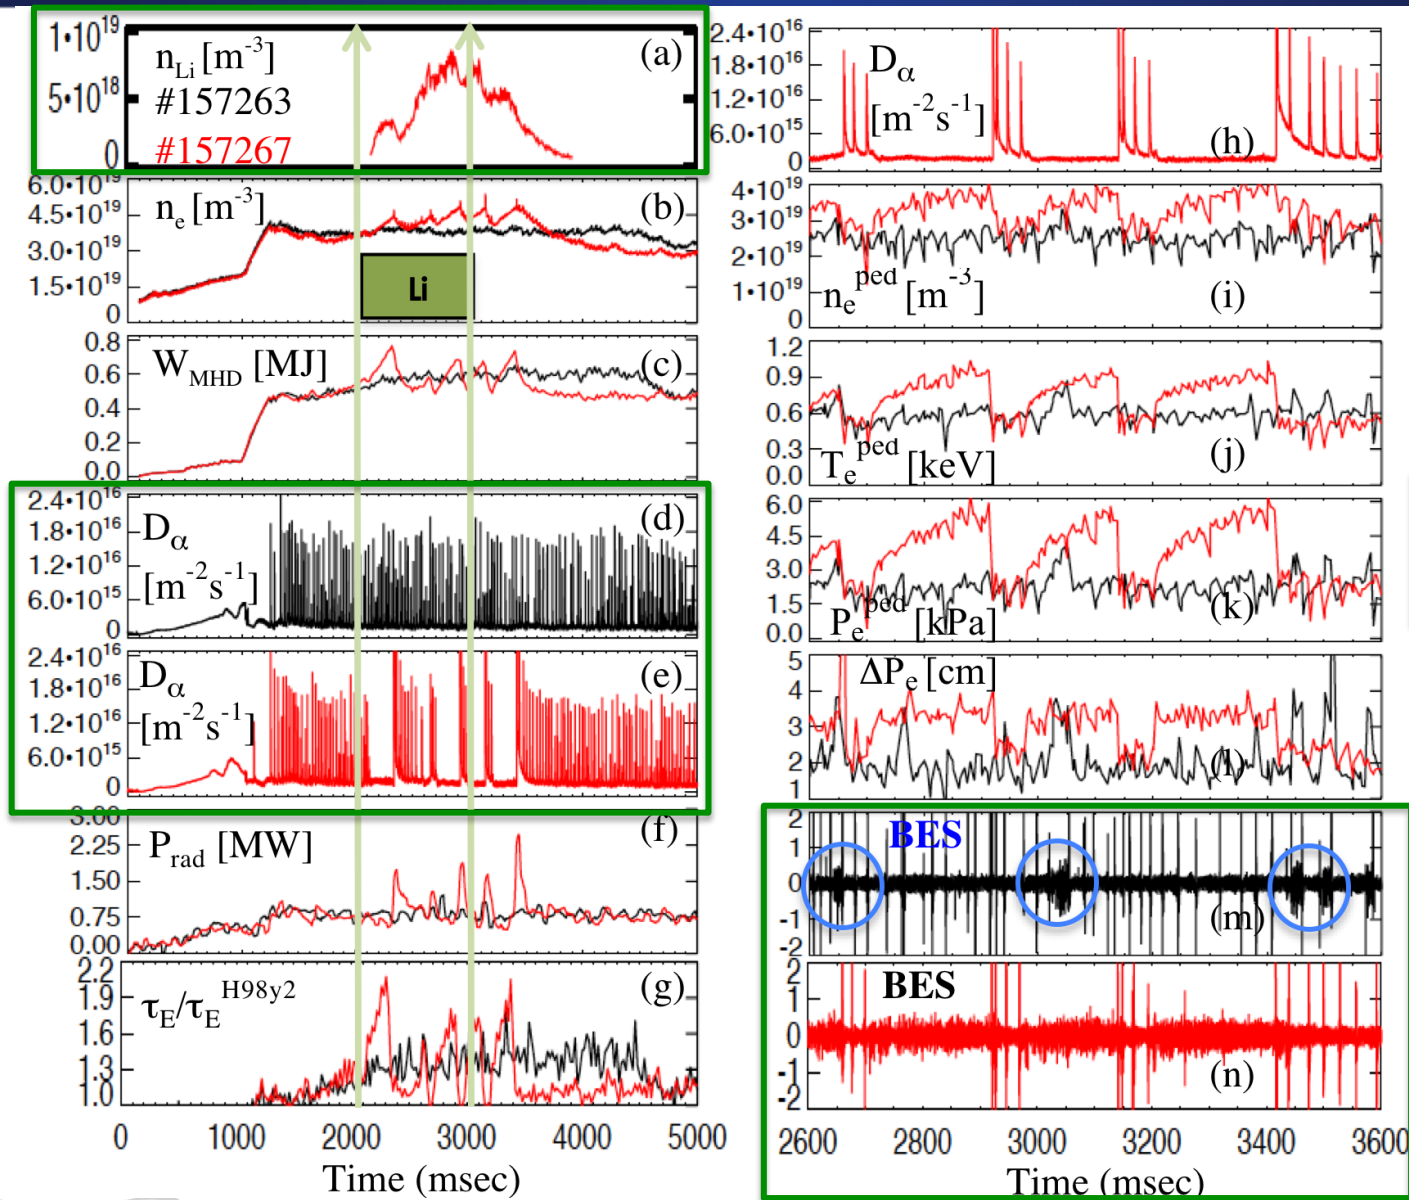 1•10^19
5•10^18
0
n_Li [m^-3]
#157263
#157267
(a)
6.0•10^19
4.5•10^19
3.0•10^19
1.5•10^19
0
n_e [m^-3]
(b)
Li
0.8
0.6
0.4
0.2
0.0
W_MHD [MJ]
(c)
2.4•10^16
1.8•10^16
1.2•10^16
6.0•10^15
0
D_α
[m^-2s^-1]
(d)
2.4•10^16
1.8•10^16
1.2•10^16
6.0•10^15
0
D_α
[m^-2s^-1]
(e)
3.00
2.25
1.50
0.75
0.00
P_rad [MW]
(f)
2.2
1.9
1.6
1.3
1.0
τ_E/τ_E^H98y2
(g)
0 1000 2000 3000 4000 5000
Time (msec)
2.4•10^16
1.8•10^16
1.2•10^16
6.0•10^15
0
D_α
[m^-2s^-1]
(h)
4•10^19
3•10^19
2•10^19
1•10^19
0
n_e^ped [m^-3]
(i)
1.2
0.9
0.6
0.3
0.0
T_e^ped [keV]
(j)
6.0
4.5
3.0
1.5
0.0
P_e^ped [kPa]
(k)
5
4
3
2
1
ΔP_e [cm]
(l)
2
1
0
-1
-2
BES
(m)
2
1
0
-1
-2
BES
(n)
2600 2800 3000 3200 3400 3600
Time (msec)